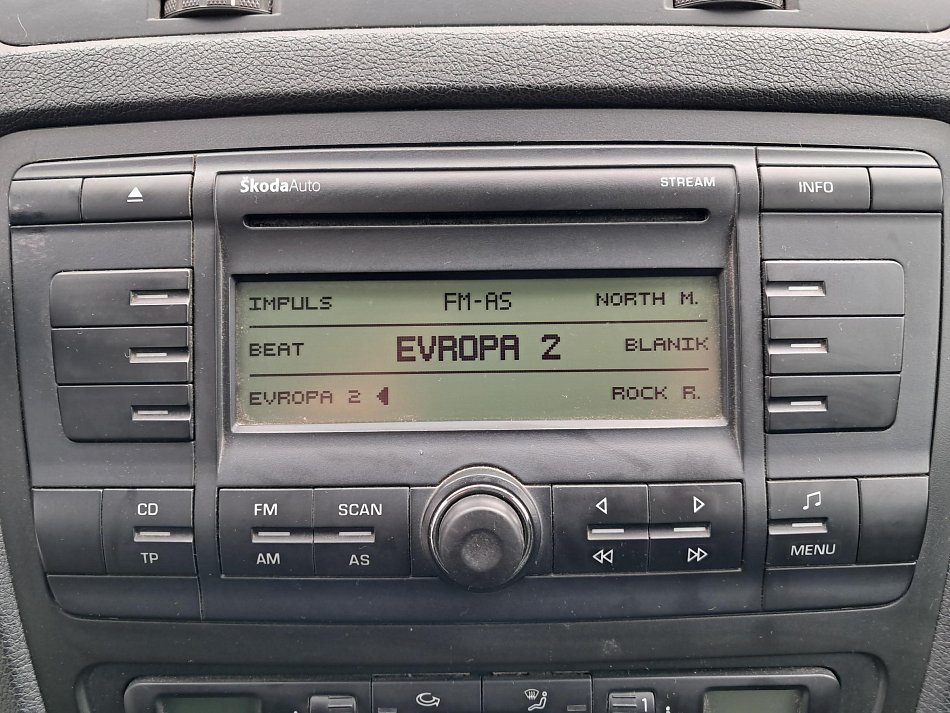 ŠkodaAuto STREAM INFO
IMPULS FM-AS NORTH M.
BEAT EVROPA 2 BLANIK
EVROPA 2 ROCK R.
CD FM SCAN
TP AM AS MENU
1